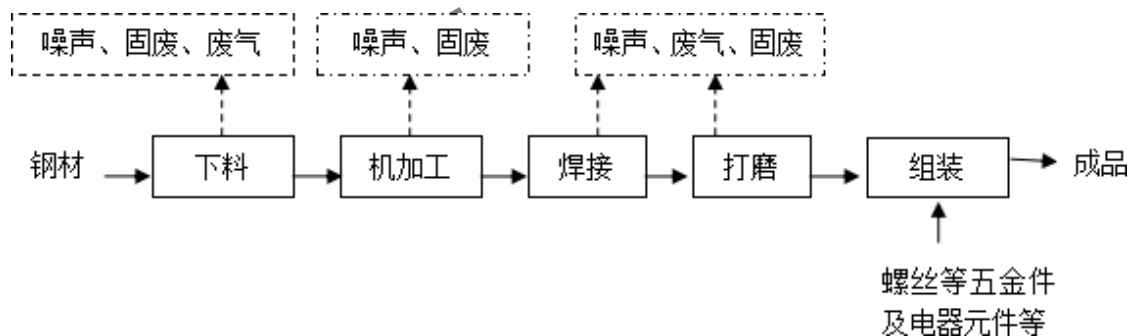 噪声、固废、废气
噪声、固废
噪声、废气、固废
钢材
下料
机加工
焊接
打磨
组装
成品
螺丝等五金件
及电器元件等